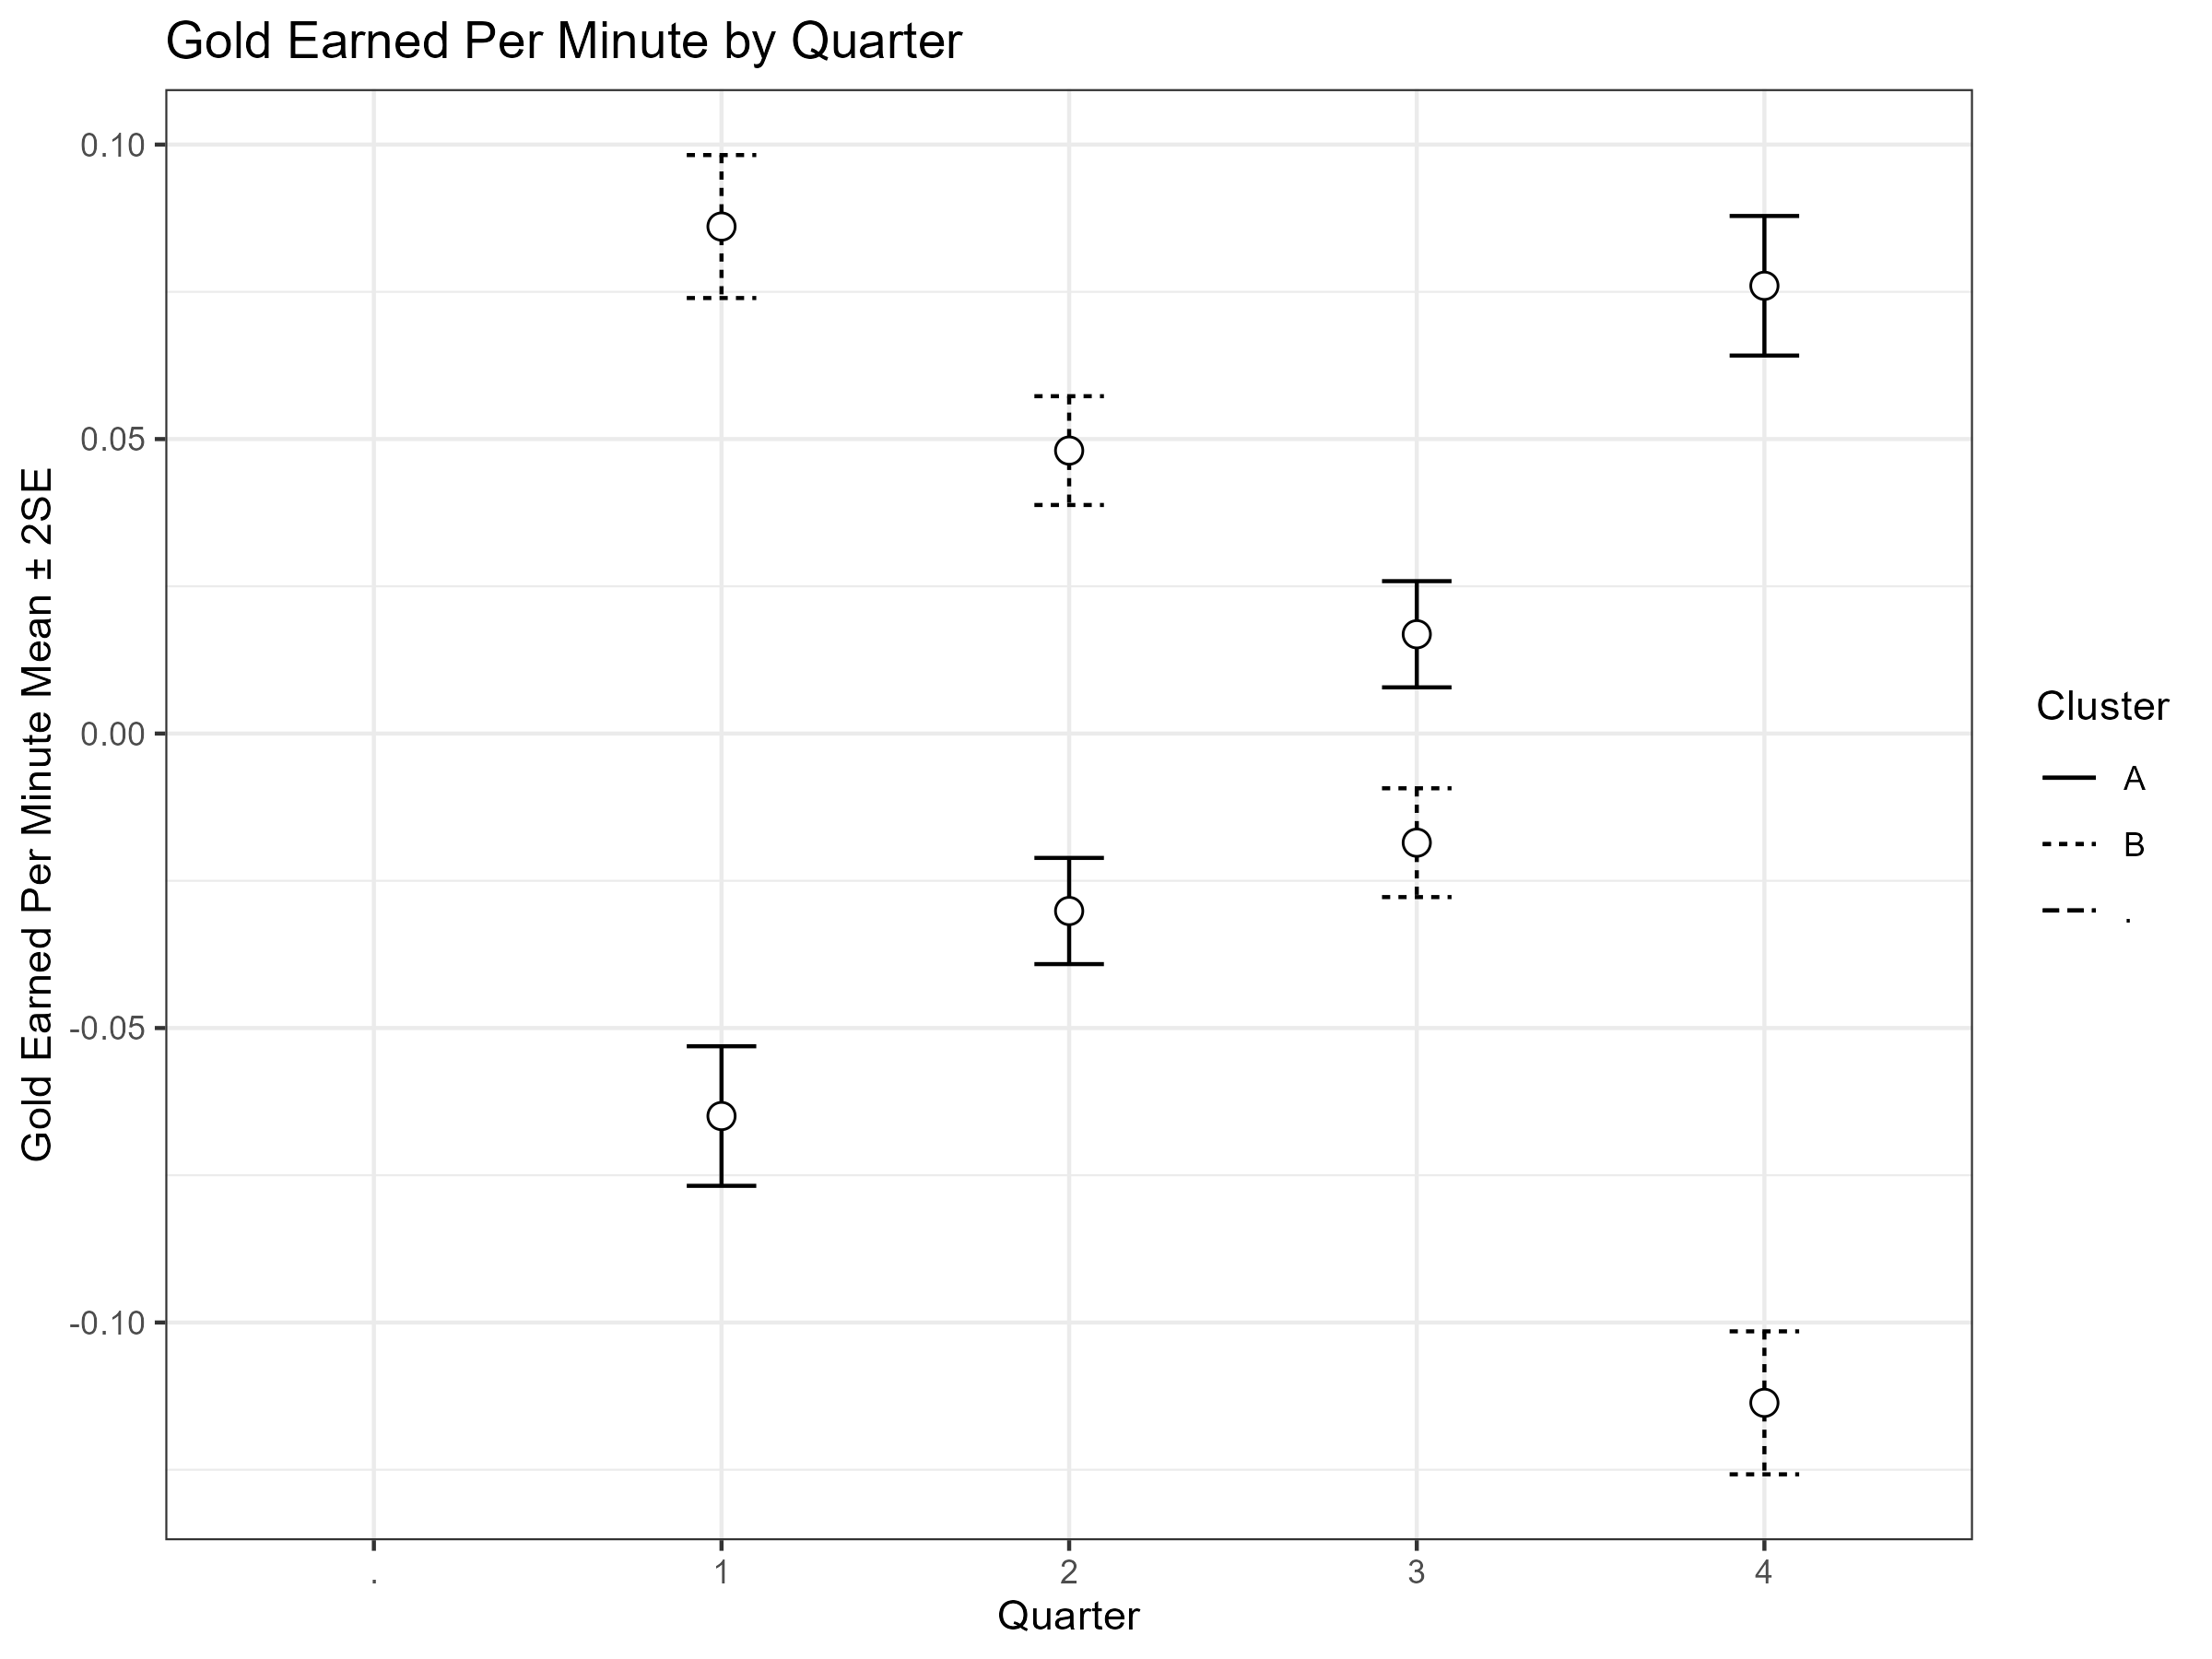 Gold Earned Per Minute by Quarter
Gold Earned Per Minute Mean ± 2SE
0.10
0.05
0.00
-0.05
-0.10
. 1 2 3 4
Quarter
Cluster
A
B
.